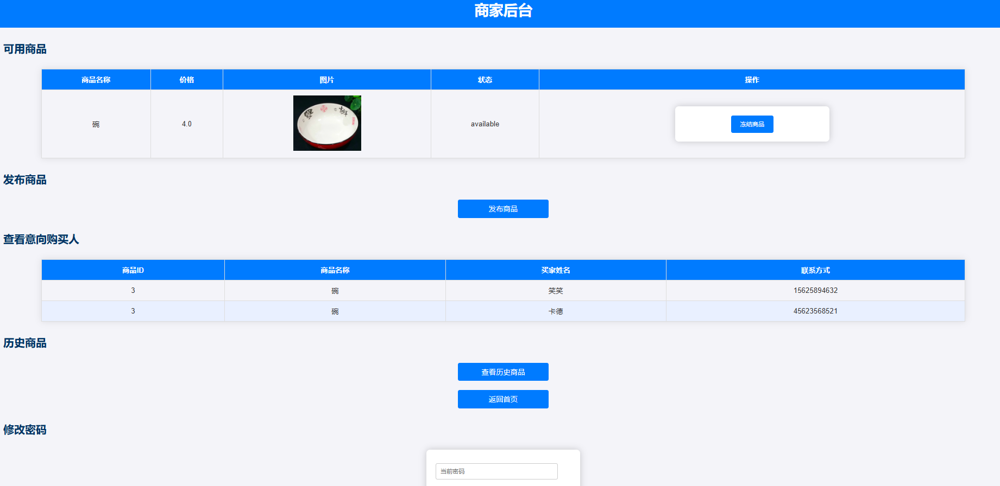 商家后台
可用商品
商品名称 价格 图片 状态 操作
碗 4.0 available 冻结商品
发布商品
发布商品
查看意向购买人
商品ID 商品名称 买家姓名 联系方式
3 碗 笑笑 15625894632
3 碗 卡德 45623568521
历史商品
查看历史商品
返回首页
修改密码
当前密码